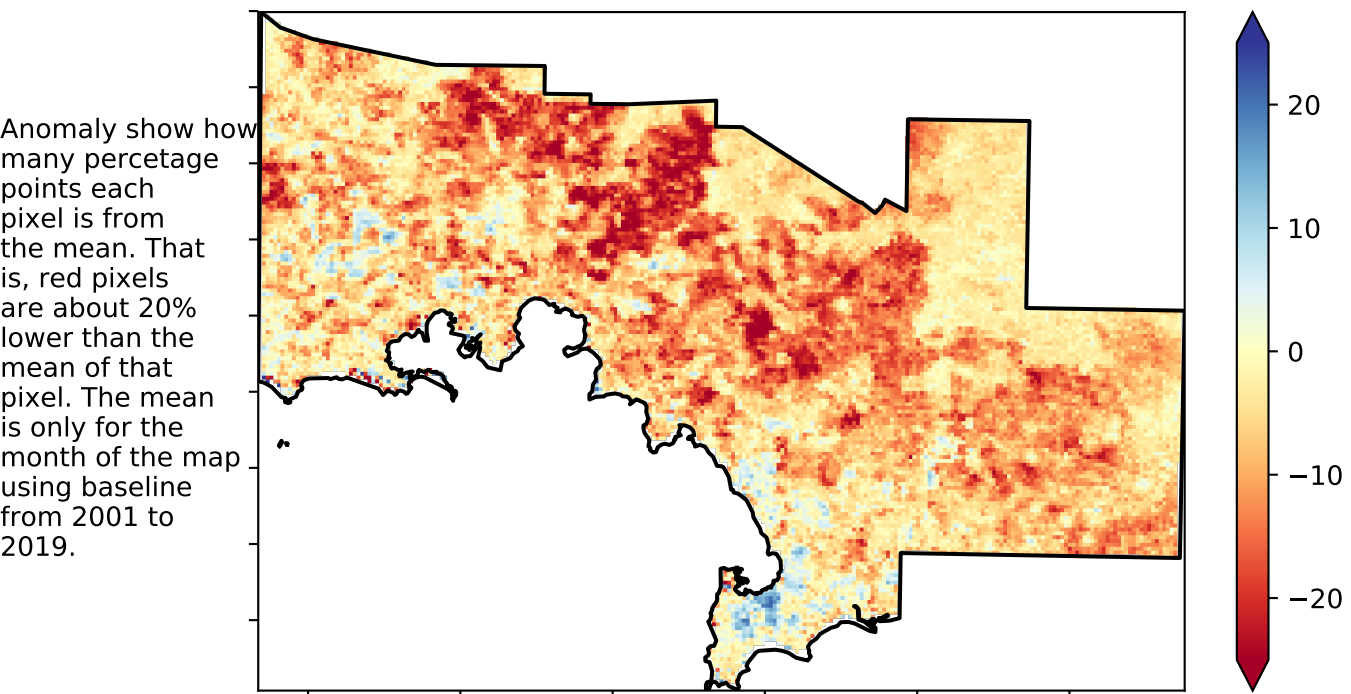 Anomaly show how
many percetage
points each
pixel is from
the mean. That
is, red pixels
are about 20%
lower than the
mean of that
pixel. The mean
is only for the
month of the map
using baseline
from 2001 to
2019.
20
10
0
−10
−20